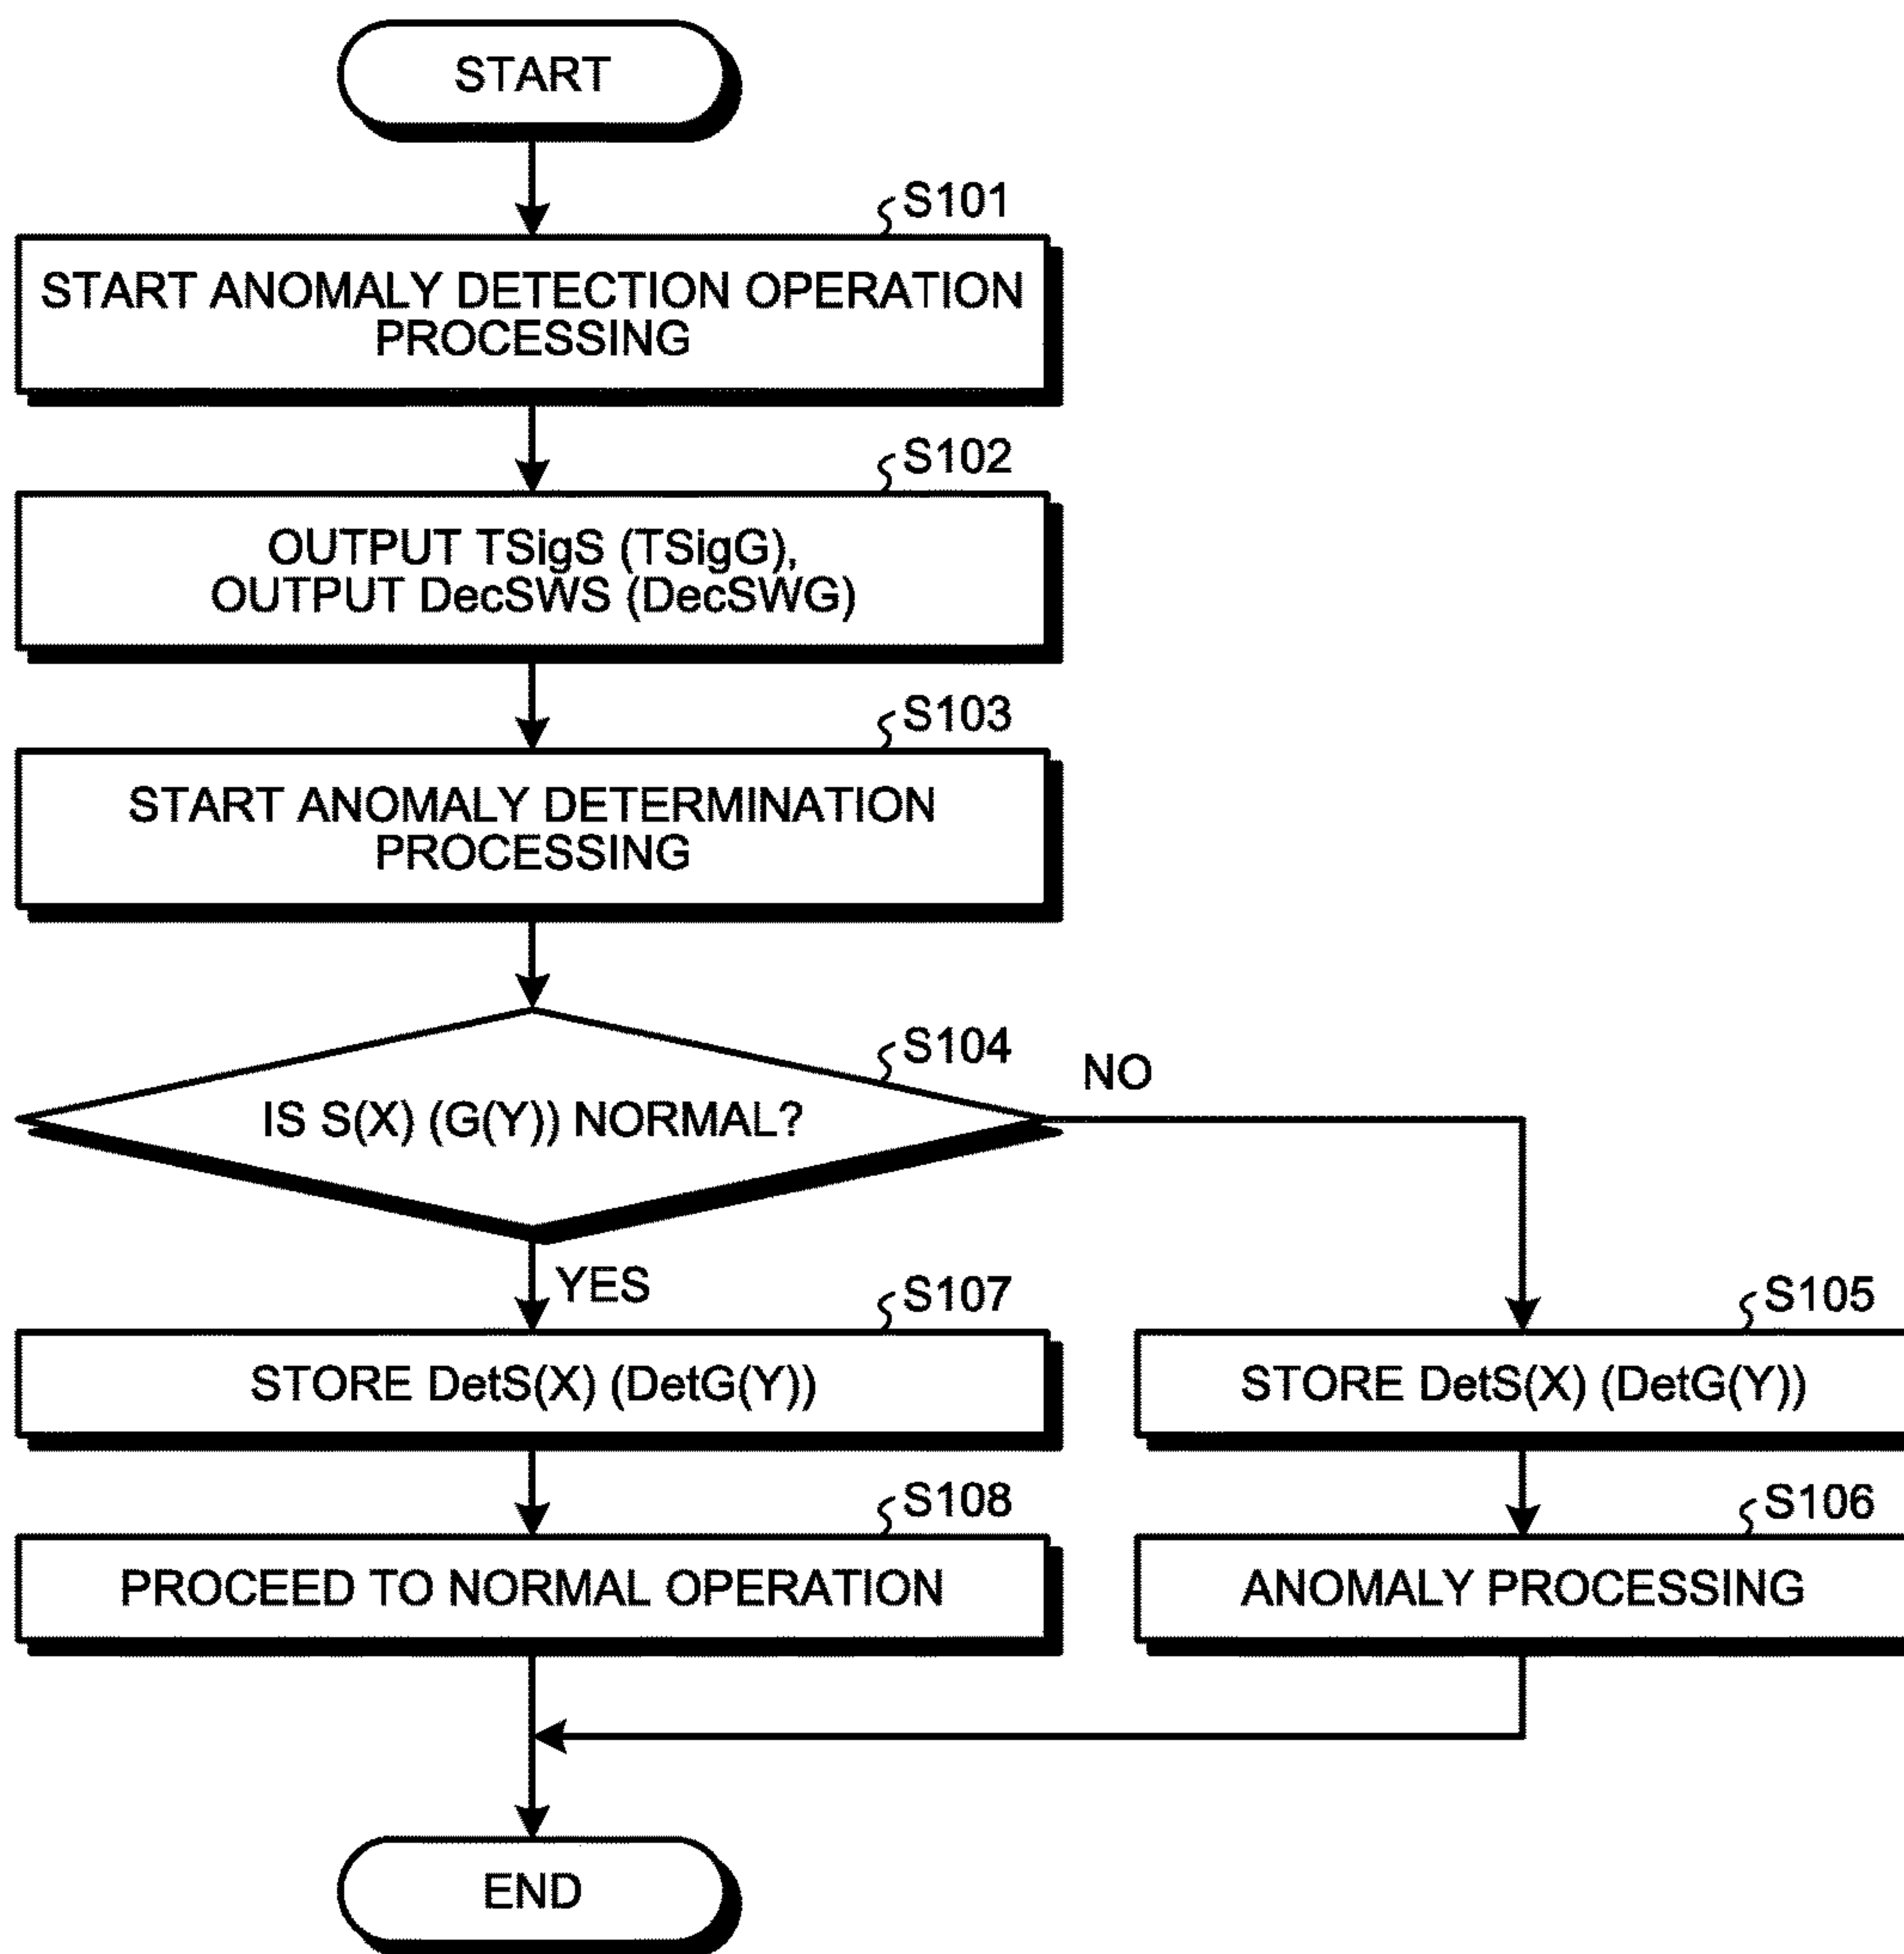 START
S101
START ANOMALY DETECTION OPERATION
PROCESSING
S102
OUTPUT TSigS (TSigG),
OUTPUT DecSWS (DecSWG)
S103
START ANOMALY DETERMINATION
PROCESSING
S104
IS S(X) (G(Y)) NORMAL?
NO
YES
S107
STORE DetS(X) (DetG(Y))
S105
STORE DetS(X) (DetG(Y))
S108
PROCEED TO NORMAL OPERATION
S106
ANOMALY PROCESSING
END